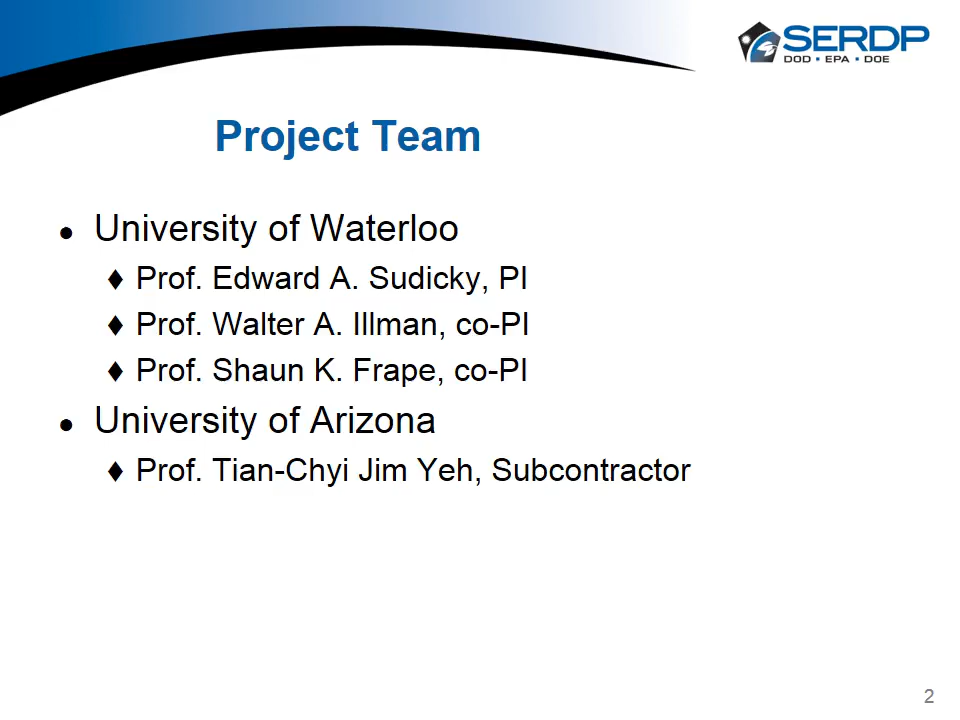 SERDP
DOD • EPA • DOE
Project Team
● University of Waterloo
♦ Prof. Edward A. Sudicky, PI
♦ Prof. Walter A. Illman, co-PI
♦ Prof. Shaun K. Frape, co-PI
● University of Arizona
♦ Prof. Tian-Chyi Jim Yeh, Subcontractor
2